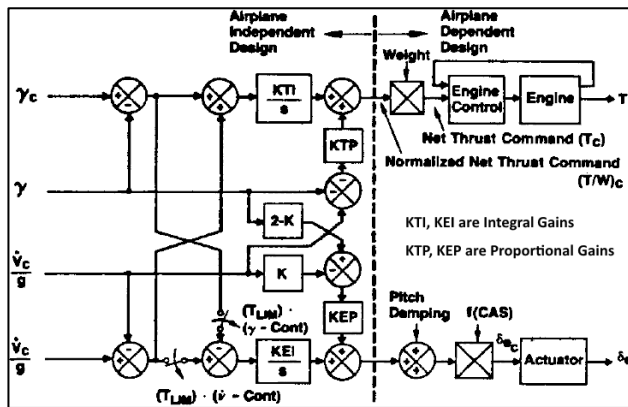 Airplane Independent Design
Airplane Dependent Design
Weight
γc
KTI
s
Engine Control
Engine
T
Net Thrust Command (Tc)
KTP
Normalized Net Thrust Command
(T/W)c
γ
2-K
KTI, KEI are Integral Gains
KTP, KEP are Proportional Gains
V̇c
g
K
(TLIM) · (γ - Cont)
KEP
Pitch Damping
f(CAS)
V̇c
g
KEI
s
δec
Actuator
δe
(TLIM) · (v̇ - Cont)